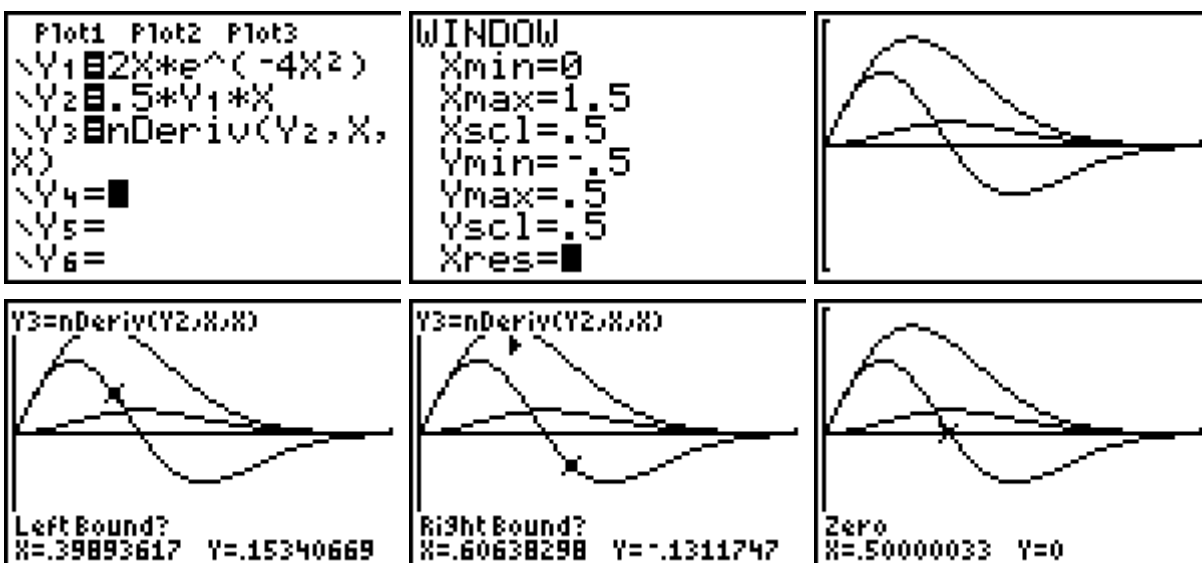 Plot1 Plot2 Plot3
\Y₁=2X*e^(⁻4X²)
\Y₂=.5*Y₁*X
\Y₃=nDeriv(Y₂,X,
X)
\Y₄=
\Y₅=
\Y₆=
WINDOW
Xmin=0
Xmax=1.5
Xscl=.5
Ymin=⁻.5
Ymax=.5
Yscl=.5
Xres=
Y3=nDeriv(Y2,X,X)
Left Bound?
X=.39893617 Y=.15340669
Y3=nDeriv(Y2,X,X)
Right Bound?
X=.60638298 Y=⁻.1311747
Zero
X=.50000033 Y=0